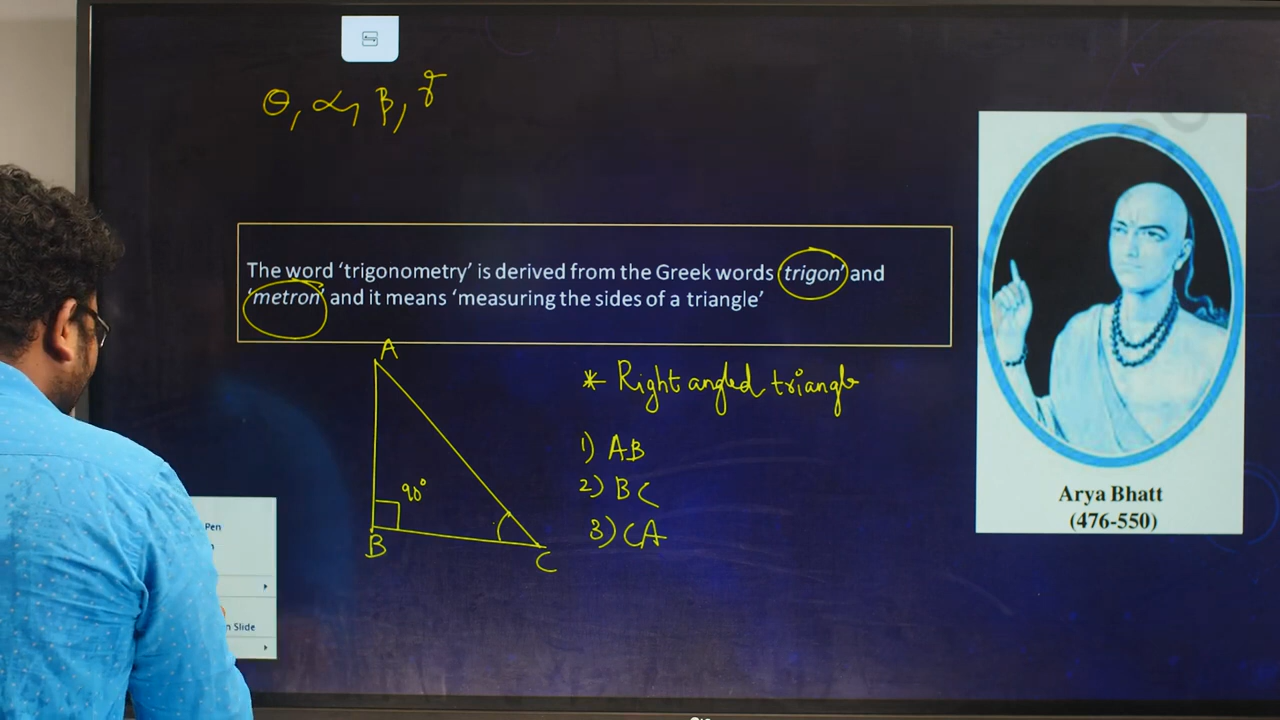 θ, α, β, γ
The word ‘trigonometry’ is derived from the Greek words ‘trigon’ and
‘metron’ and it means ‘measuring the sides of a triangle’
A
90°
B
C
* Right angled triangle
1) AB
2) BC
3) CA
Arya Bhatt
(476-550)
Pen
Slide